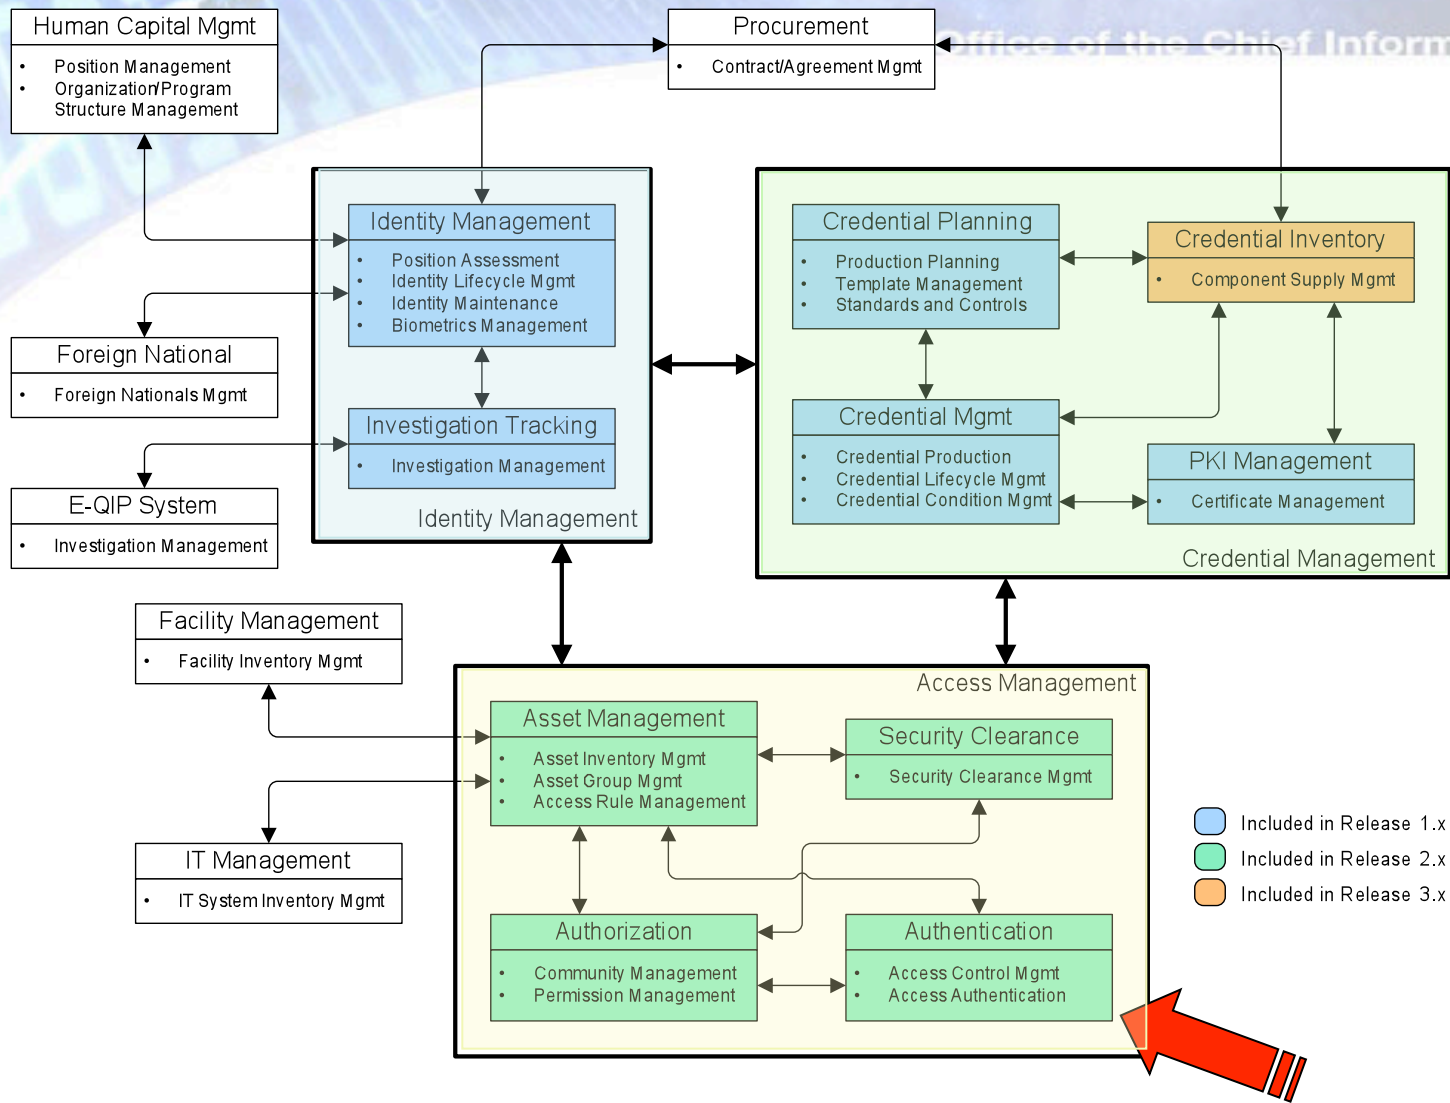 Human Capital Mgmt
• Position Management
• Organization/Program
Structure Management
Procurement
• Contract/Agreement Mgmt
Office of the Chief Inform
Identity Management
• Position Assessment
• Identity Lifecycle Mgmt
• Identity Maintenance
• Biometrics Management
Foreign National
• Foreign Nationals Mgmt
Investigation Tracking
• Investigation Management
E-QIP System
• Investigation Management
Identity Management
Credential Planning
• Production Planning
• Template Management
• Standards and Controls
Credential Inventory
• Component Supply Mgmt
Credential Mgmt
• Credential Production
• Credential Lifecycle Mgmt
• Credential Condition Mgmt
PKI Management
• Certificate Management
Credential Management
Facility Management
• Facility Inventory Mgmt
IT Management
• IT System Inventory Mgmt
Access Management
Asset Management
• Asset Inventory Mgmt
• Asset Group Mgmt
• Access Rule Management
Security Clearance
• Security Clearance Mgmt
Authorization
• Community Management
• Permission Management
Authentication
• Access Control Mgmt
• Access Authentication
Included in Release 1.x
Included in Release 2.x
Included in Release 3.x